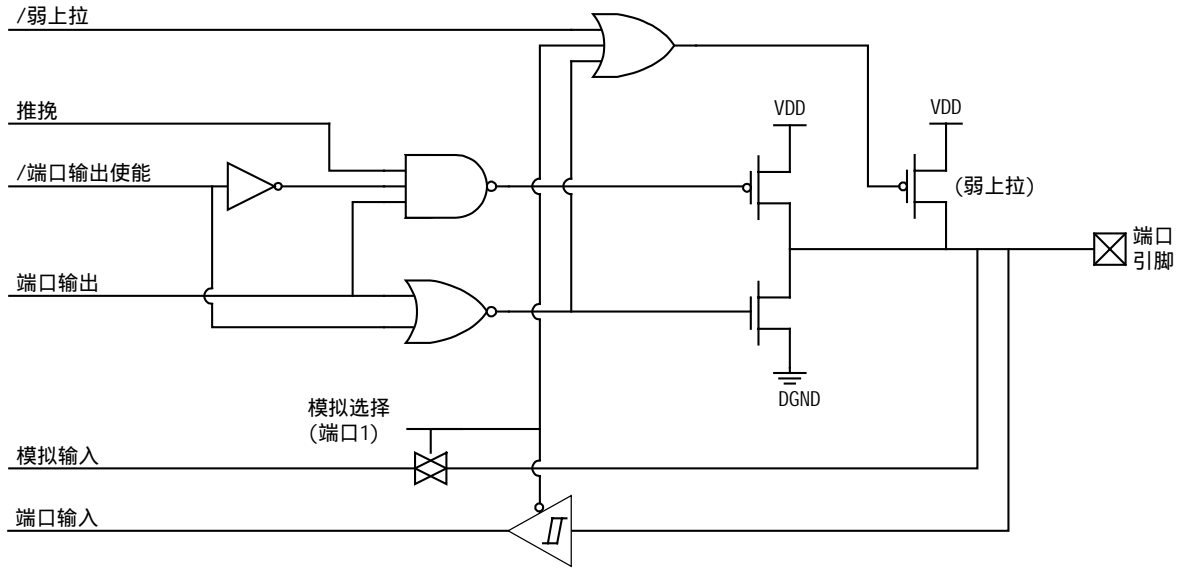 /弱上拉
推挽
VDD
VDD
/端口输出使能
(弱上拉)
端口
引脚
端口输出
DGND
模拟选择
(端口1)
模拟输入
端口输入